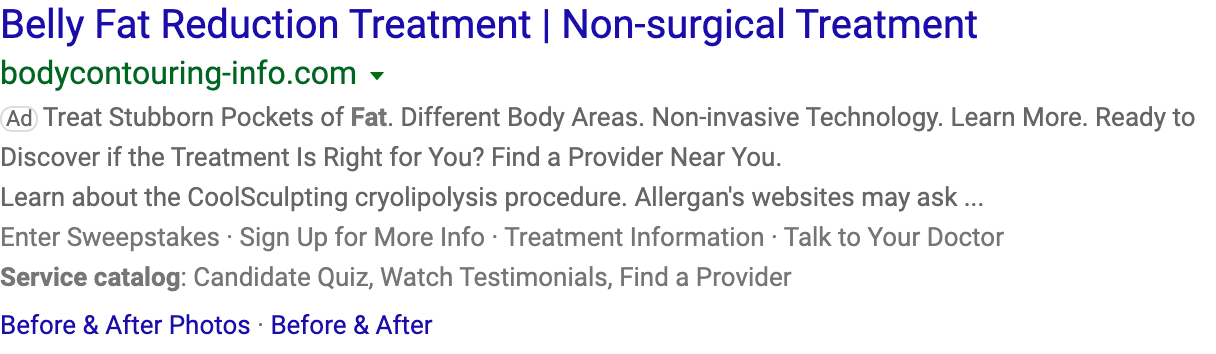 Belly Fat Reduction Treatment | Non-surgical Treatment
bodycontouring-info.com
Ad Treat Stubborn Pockets of Fat. Different Body Areas. Non-invasive Technology. Learn More. Ready to
Discover if the Treatment Is Right for You? Find a Provider Near You.
Learn about the CoolSculpting cryolipolysis procedure. Allergan's websites may ask ...
Enter Sweepstakes · Sign Up for More Info · Treatment Information · Talk to Your Doctor
Service catalog: Candidate Quiz, Watch Testimonials, Find a Provider
Before & After Photos · Before & After